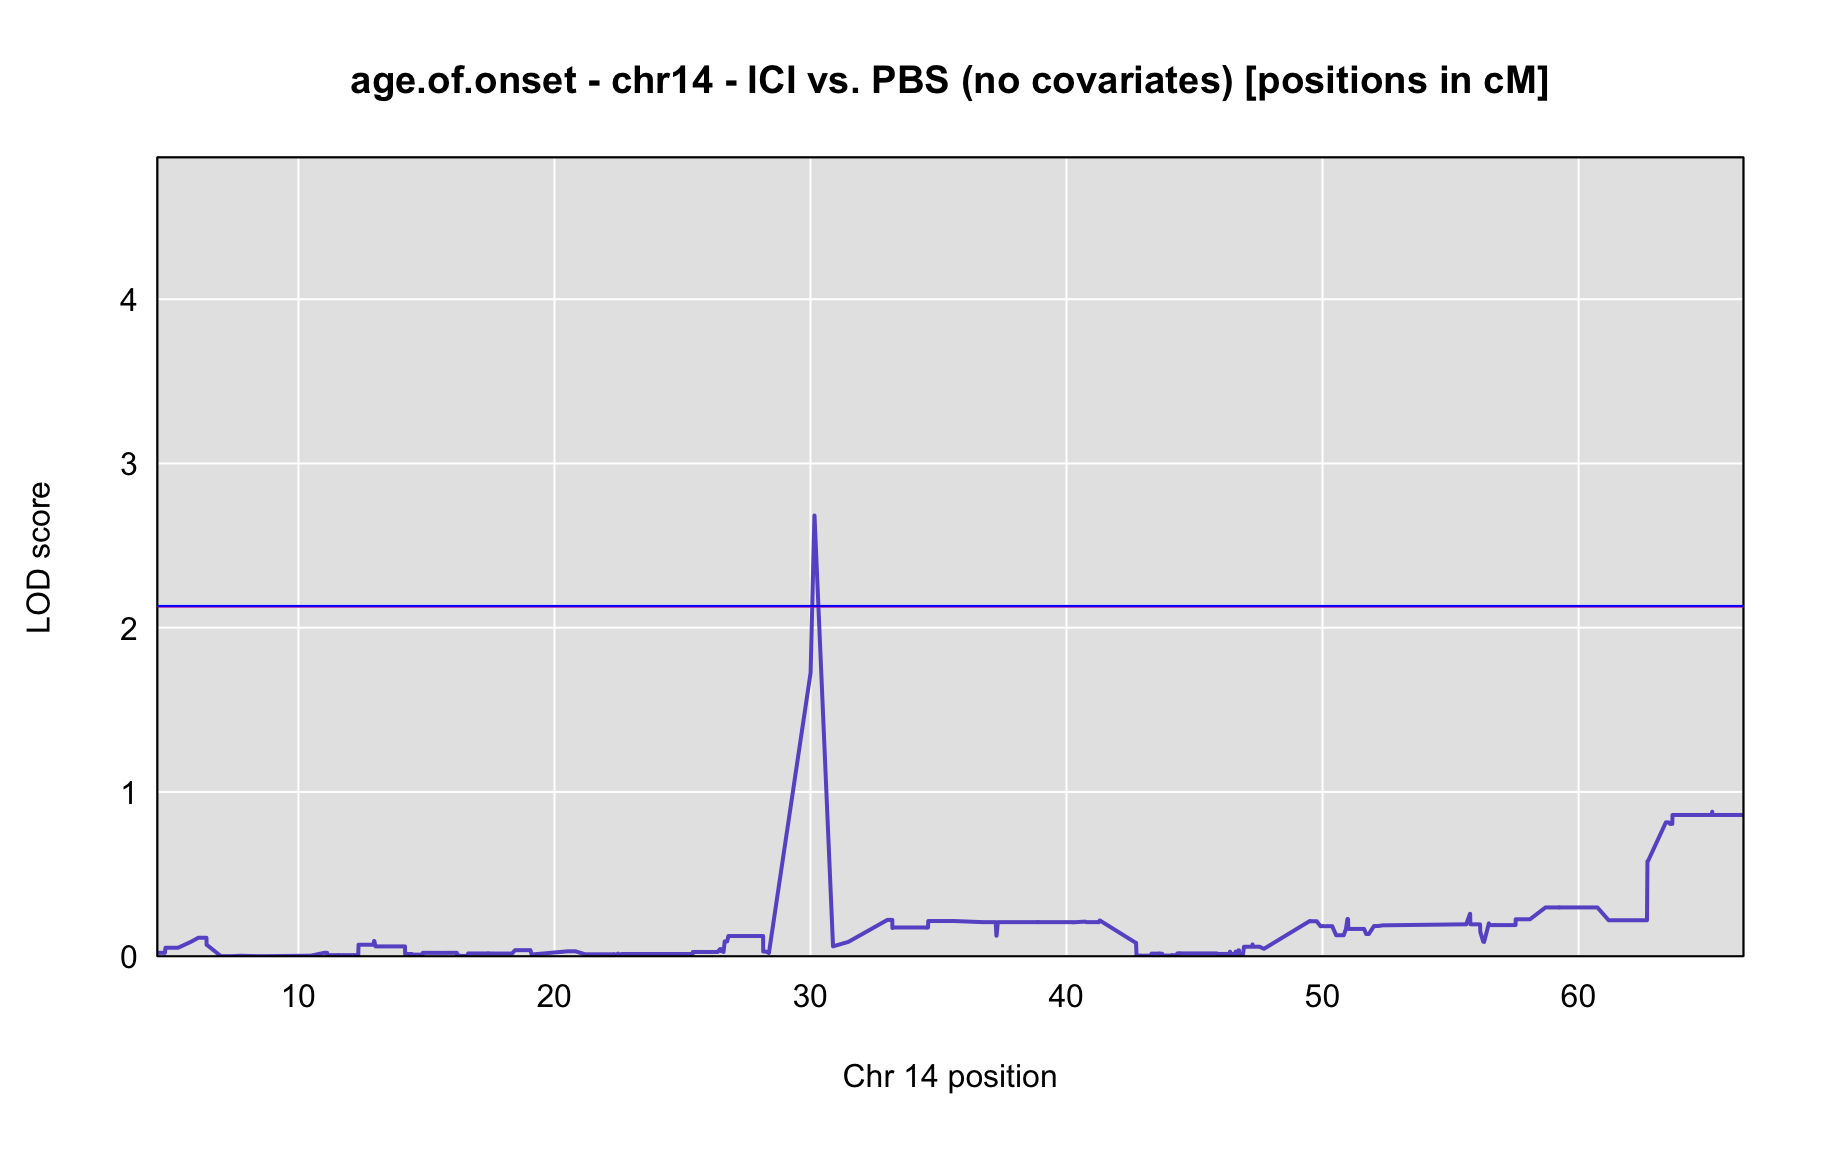 age.of.onset - chr14 - ICI vs. PBS (no covariates) [positions in cM]
4
3
2
1
0
LOD score
10 20 30 40 50 60
Chr 14 position